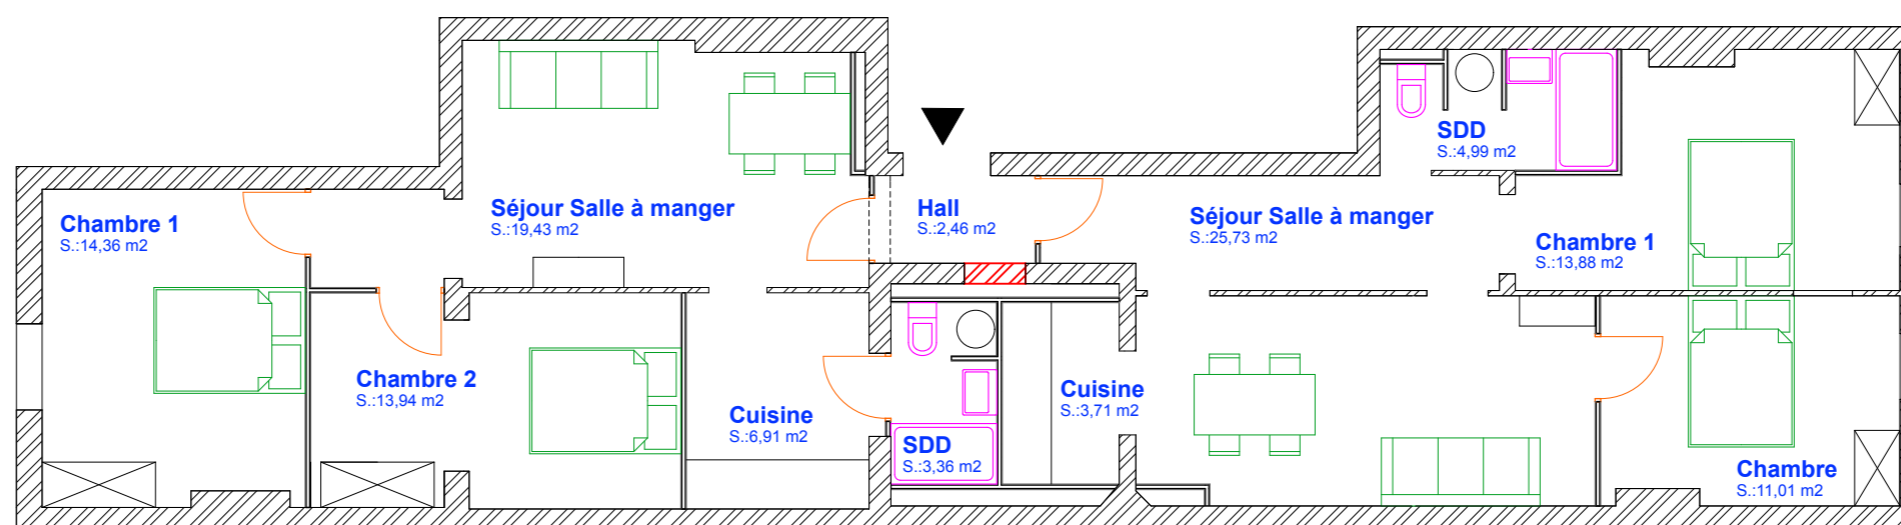 Chambre 1
S.:14,36 m2
Séjour Salle à manger
S.:19,43 m2
Hall
S.:2,46 m2
Séjour Salle à manger
S.:25,73 m2
SDD
S.:4,99 m2
Chambre 1
S.:13,88 m2
Chambre 2
S.:13,94 m2
Cuisine
S.:6,91 m2
SDD
S.:3,36 m2
Cuisine
S.:3,71 m2
Chambre
S.:11,01 m2